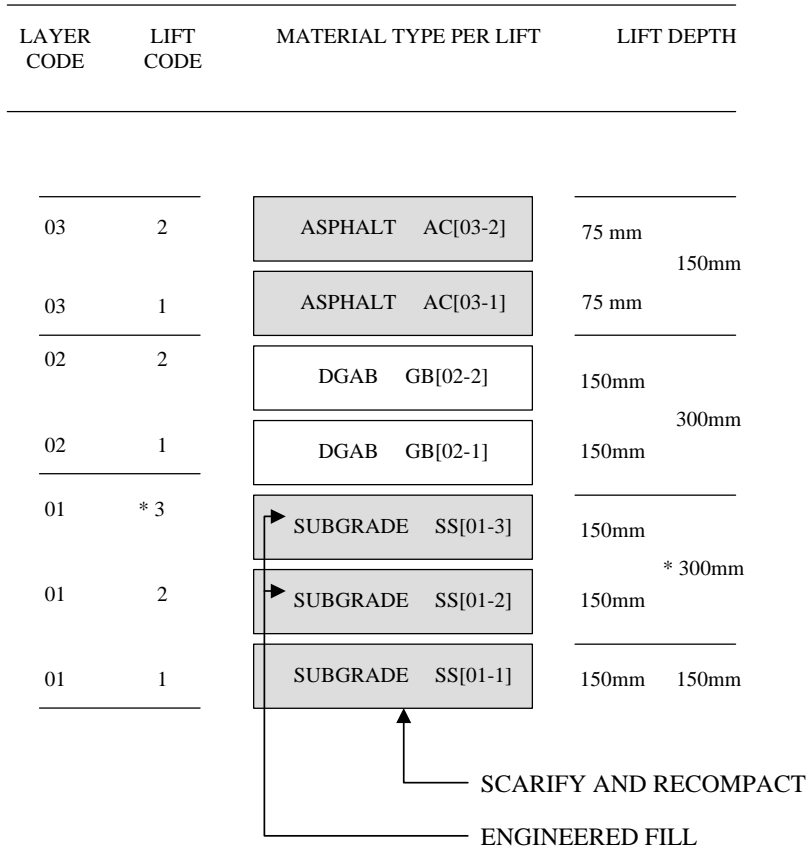 LAYER CODE LIFT CODE MATERIAL TYPE PER LIFT LIFT DEPTH
03 2 ASPHALT AC[03-2] 75 mm
150mm
03 1 ASPHALT AC[03-1] 75 mm
02 2 DGAB GB[02-2] 150mm
300mm
02 1 DGAB GB[02-1] 150mm
01 * 3 SUBGRADE SS[01-3] 150mm
* 300mm
01 2 SUBGRADE SS[01-2] 150mm
01 1 SUBGRADE SS[01-1] 150mm 150mm
SCARIFY AND RECOMPACT
ENGINEERED FILL